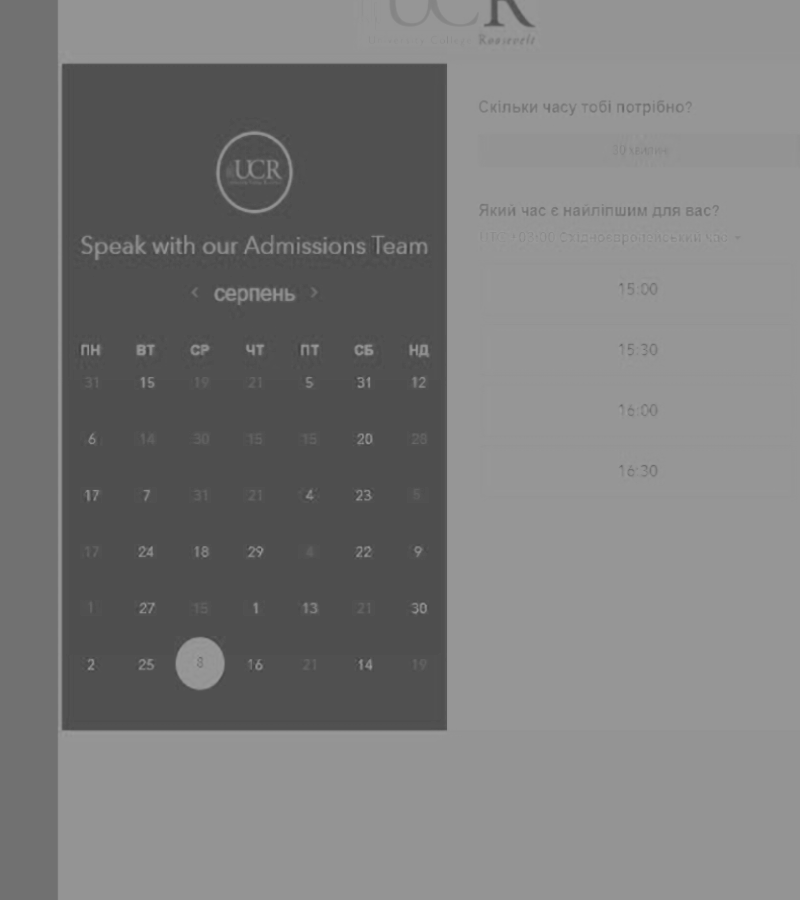 UCR
University College Roosevelt
UCR
Speak with our Admissions Team
< серпень >
ПН ВТ СР ЧТ ПТ СБ НД
31 15 19 21 5 31 12
6 14 30 15 15 20 28
17 7 31 21 4 23 5
17 24 18 29 4 22 9
1 27 15 1 13 21 30
2 25 8 16 21 14 19
Скільки часу тобі потрібно?
30 хвилин
Який час є найліпшим для вас?
UTC +03:00 Східноєвропейський час
15:00
15:30
16:00
16:30